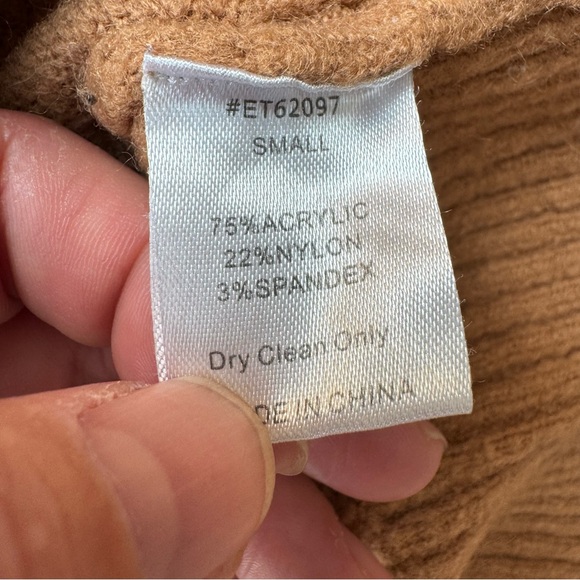 #ET62097
SMALL
75%ACRYLIC
22%NYLON
3%SPANDEX
Dry Clean Only
DE IN CHINA